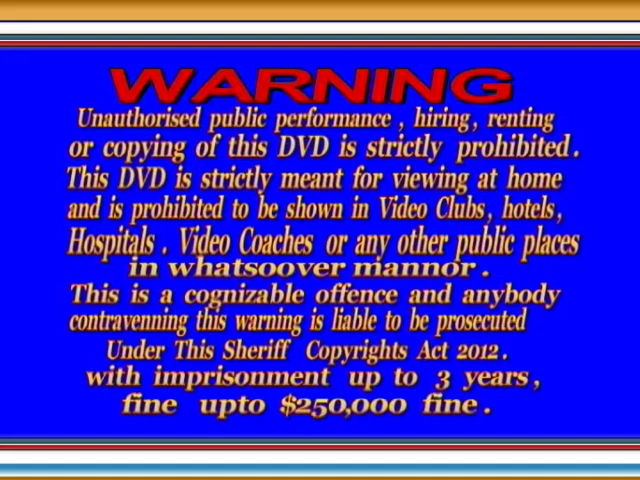 WARNING
Unauthorised public performance , hiring, renting
or copying of this DVD is strictly prohibited.
This DVD is strictly meant for viewing at home
and is prohibited to be shown in Video Clubs, hotels,
Hospitals . Video Coaches or any other public places
in whatsoover mannor.
This is a cognizable offence and anybody
contravenning this warning is liable to be prosecuted
Under This Sheriff Copyrights Act 2012.
with imprisonment up to 3 years,
fine upto $250,000 fine.